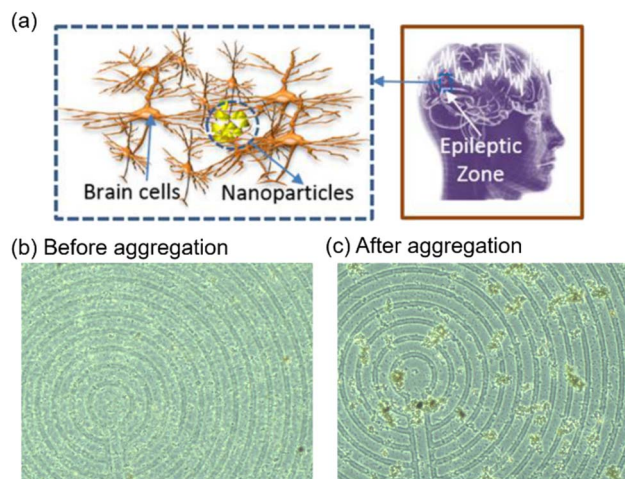 (a)
Brain cells
Nanoparticles
Epileptic
Zone
(b) Before aggregation
(c) After aggregation